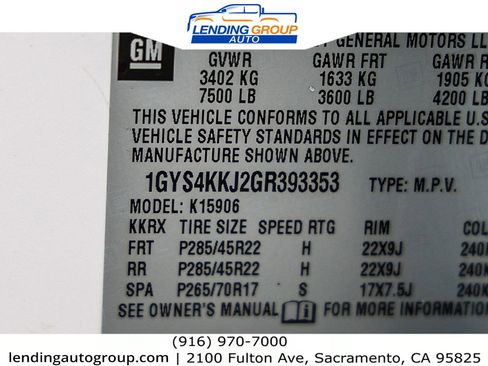 LENDING GROUP
AUTO
GM
GENERAL MOTORS LL
GVWR GAWR FRT GAWR R
3402 KG 1633 KG 1905 K
7500 LB 3600 LB 4200 LB
THIS VEHICLE CONFORMS TO ALL APPLICABLE U.S
VEHICLE SAFETY STANDARDS IN EFFECT ON THE D
MANUFACTURE SHOWN ABOVE.
1GYS4KKJ2GR393353 TYPE: M.P.V.
MODEL: K15906
KKRX TIRE SIZE SPEED RTG RIM COL
FRT P285/45R22 H 22X9J 240K
RR P285/45R22 H 22X9J 240K
SPA P265/70R17 S 17X7.5J 240K
SEE OWNER'S MANUAL FOR MORE INFORMATION
(916) 970-7000
lendingautogroup.com | 2100 Fulton Ave, Sacramento, CA 95825